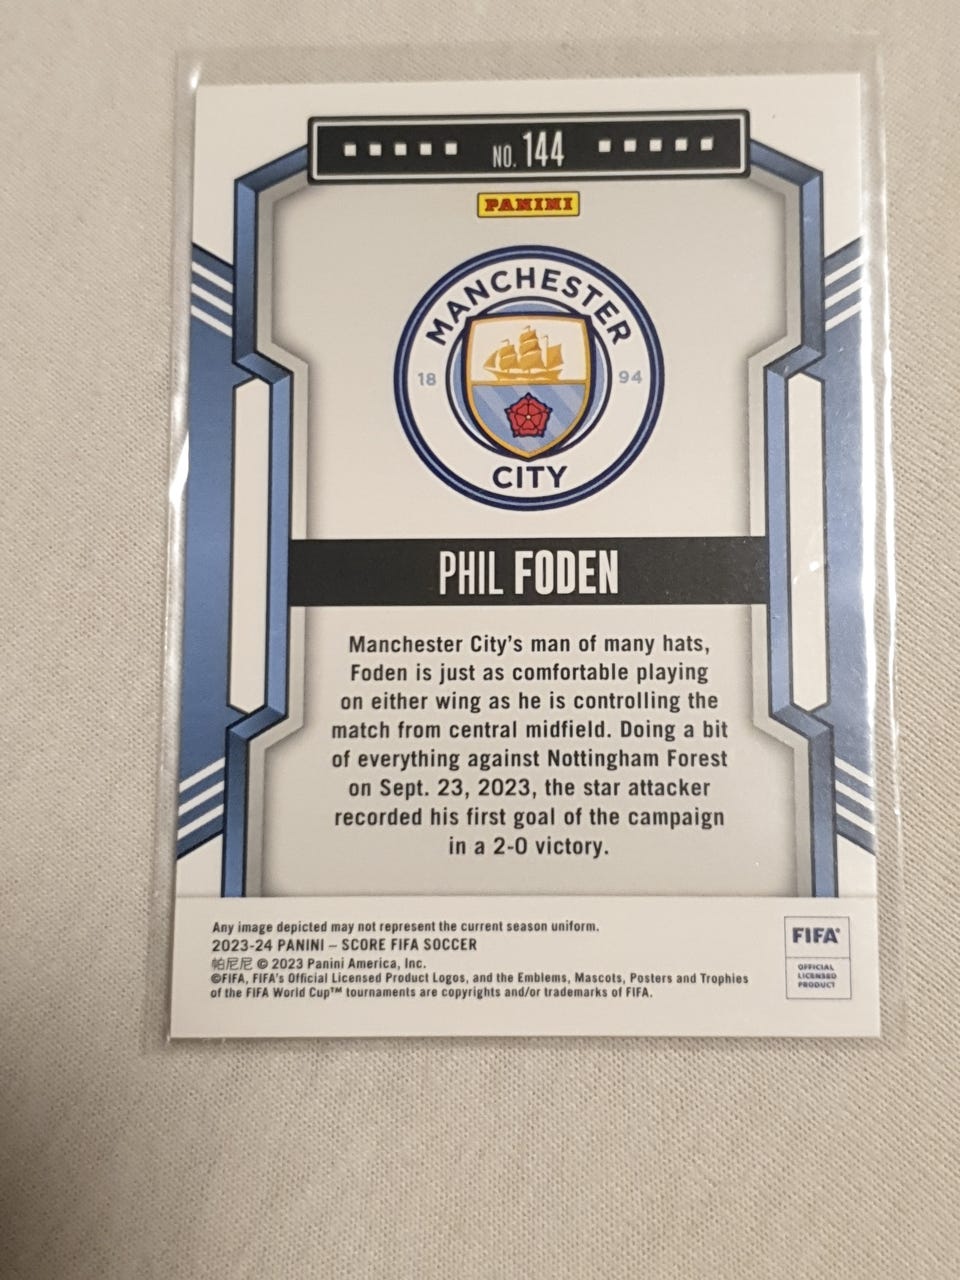 NO. 144
PANINI
MANCHESTER
18 94
CITY
PHIL FODEN
Manchester City's man of many hats,
Foden is just as comfortable playing
on either wing as he is controlling the
match from central midfield. Doing a bit
of everything against Nottingham Forest
on Sept. 23, 2023, the star attacker
recorded his first goal of the campaign
in a 2-0 victory.
Any image depicted may not represent the current season uniform.
2023-24 PANINI – SCORE FIFA SOCCER
帕尼尼 © 2023 Panini America, Inc.
©FIFA, FIFA's Official Licensed Product Logos, and the Emblems, Mascots, Posters and Trophies
of the FIFA World Cup™ tournaments are copyrights and/or trademarks of FIFA.
FIFA®
OFFICIAL
LICENSED
PRODUCT